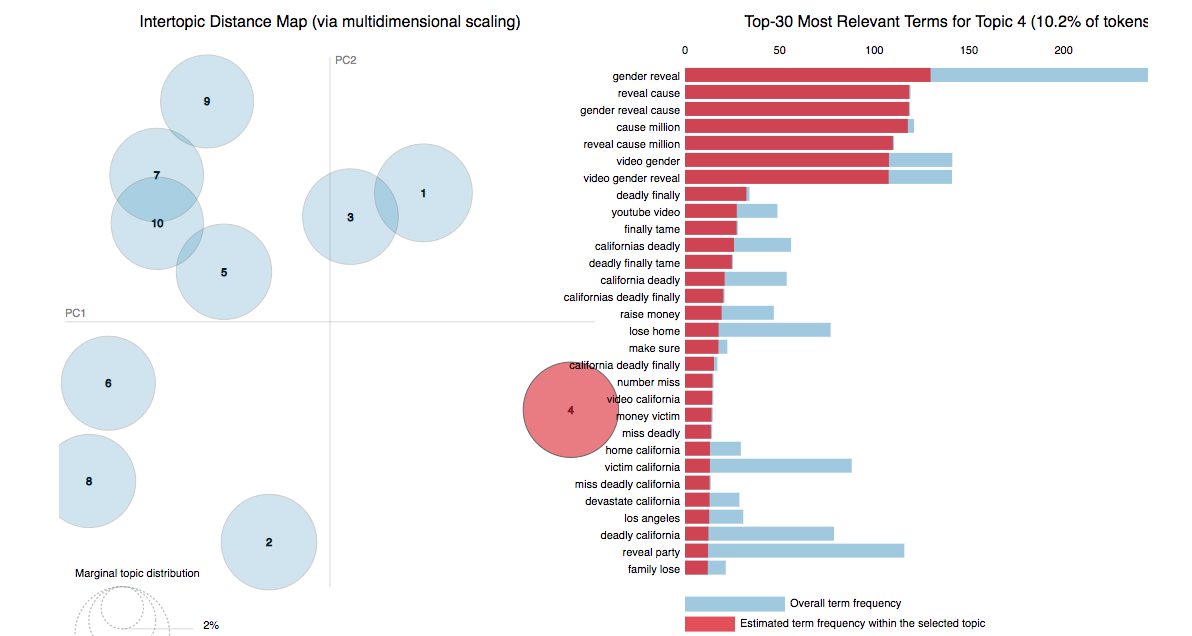 Intertopic Distance Map (via multidimensional scaling)
PC2
PC1
9
7
10
5
3
1
6
8
4
2
Marginal topic distribution
2%
Top-30 Most Relevant Terms for Topic 4 (10.2% of tokens
0 50 100 150 200
gender reveal
reveal cause
gender reveal cause
cause million
reveal cause million
video gender
video gender reveal
deadly finally
youtube video
finally tame
californias deadly
deadly finally tame
california deadly
californias deadly finally
raise money
lose home
make sure
california deadly finally
number miss
video california
money victim
miss deadly
home california
victim california
miss deadly california
devastate california
los angeles
deadly california
reveal party
family lose
Overall term frequency
Estimated term frequency within the selected topic